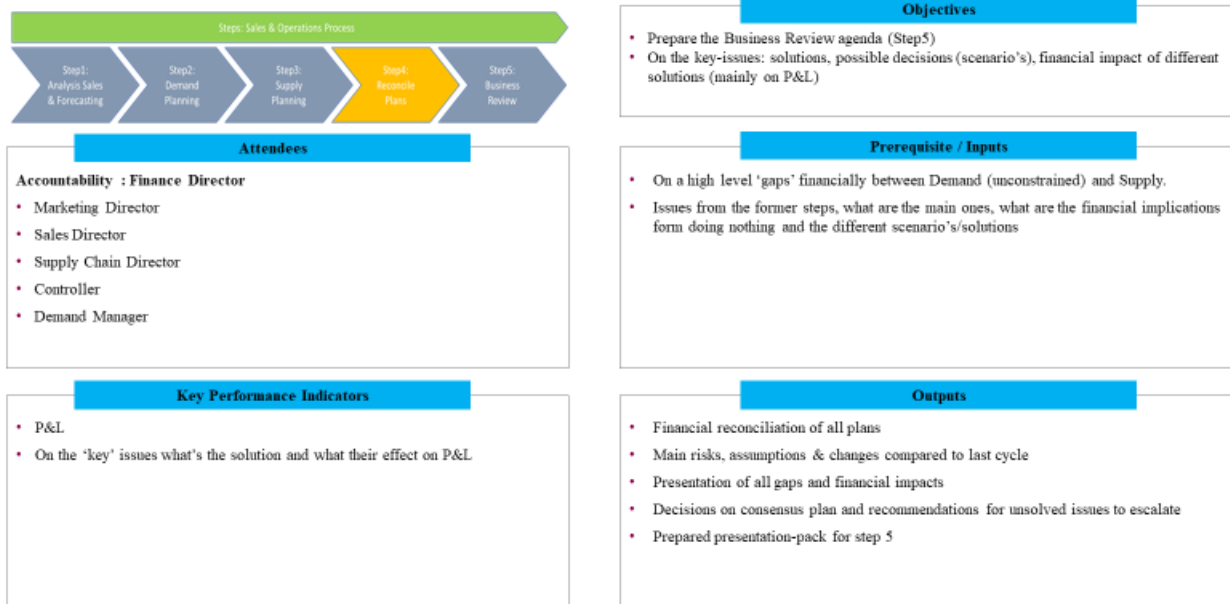 Steps: Sales & Operations Process
Step1:
Analysis Sales
& Forecasting
Step2:
Demand
Planning
Step3:
Supply
Planning
Step4:
Reconcile
Plans
Step5:
Business
Review
Objectives
• Prepare the Business Review agenda (Step5)
• On the key-issues: solutions, possible decisions (scenario's), financial impact of different
solutions (mainly on P&L)
Attendees
Accountability : Finance Director
• Marketing Director
• Sales Director
• Supply Chain Director
• Controller
• Demand Manager
Prerequisite / Inputs
• On a high level ‘gaps’ financially between Demand (unconstrained) and Supply.
• Issues from the former steps, what are the main ones, what are the financial implications
form doing nothing and the different scenario’s/solutions
Key Performance Indicators
• P&L
• On the ‘key’ issues what’s the solution and what their effect on P&L
Outputs
• Financial reconciliation of all plans
• Main risks, assumptions & changes compared to last cycle
• Presentation of all gaps and financial impacts
• Decisions on consensus plan and recommendations for unsolved issues to escalate
• Prepared presentation-pack for step 5